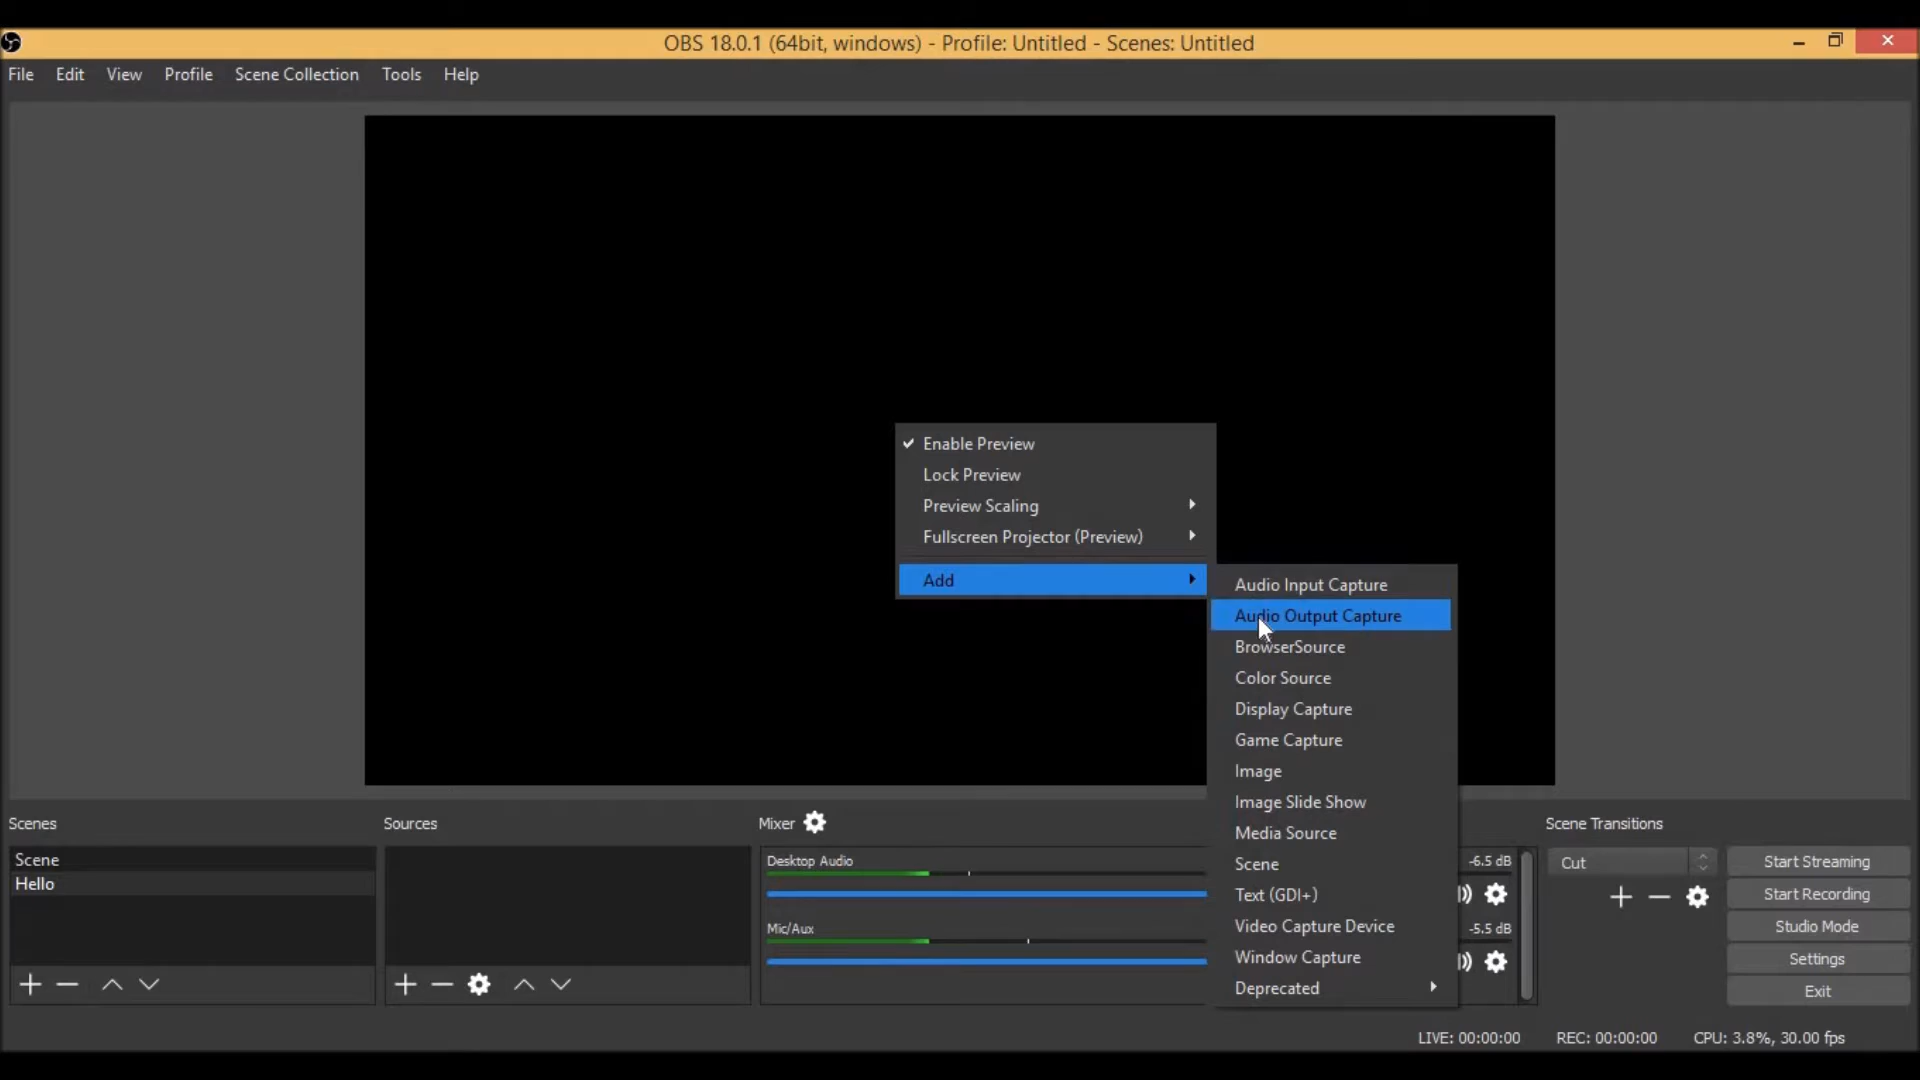 OBS 18.0.1 (64bit, windows) - Profile: Untitled - Scenes: Untitled
File Edit View Profile Scene Collection Tools Help
Enable Preview
Lock Preview
Preview Scaling
Fullscreen Projector (Preview)
Add
Audio Input Capture
Audio Output Capture
BrowserSource
Color Source
Display Capture
Game Capture
Image
Image Slide Show
Media Source
Scene
Text (GDI+)
Video Capture Device
Window Capture
Deprecated
Scenes
Scene
Hello
Sources
Mixer
Desktop Audio
-6.5 dB
Mic/Aux
-5.5 dB
Scene Transitions
Cut
Start Streaming
Start Recording
Studio Mode
Settings
Exit
LIVE: 00:00:00 REC: 00:00:00 CPU: 3.8%, 30.00 fps